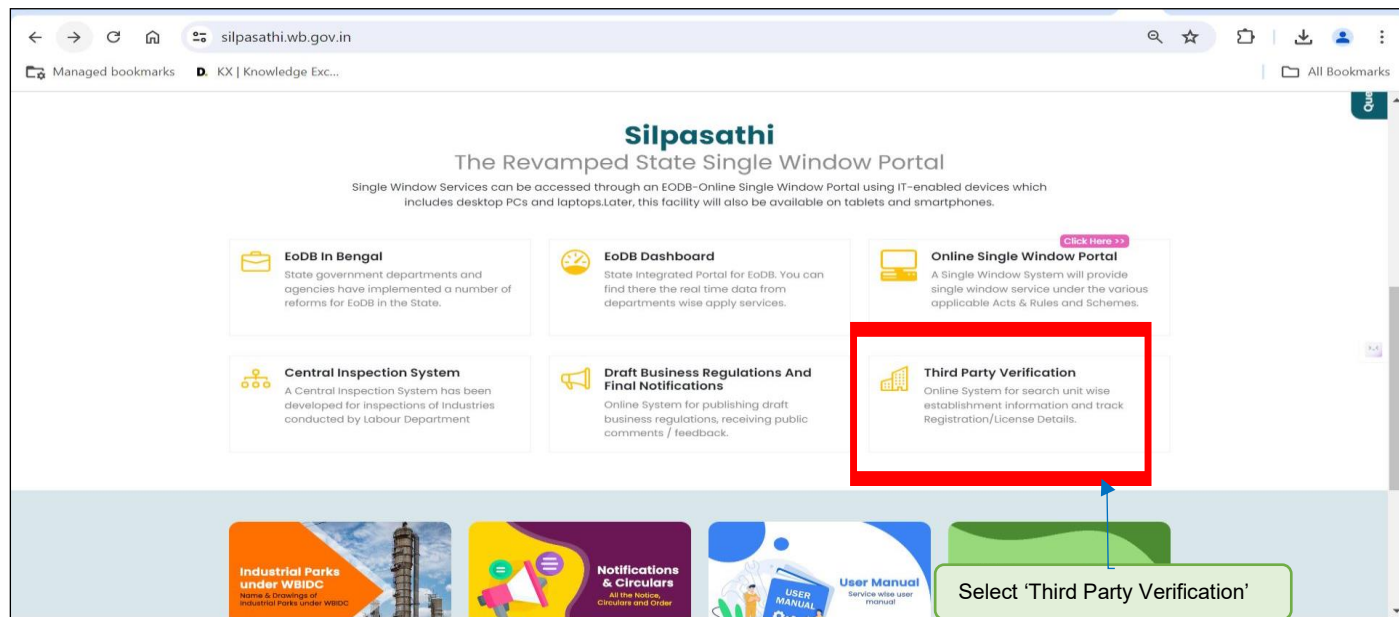 silpasathi.wb.gov.in
Managed bookmarks
D. KX | Knowledge Exc...
All Bookmarks
Que
Silpasathi
The Revamped State Single Window Portal
Single Window Services can be accessed through an EODB-Online Single Window Portal using IT-enabled devices which
includes desktop PCs and laptops.Later, this facility will also be available on tablets and smartphones.
EoDB In Bengal
State government departments and
agencies have implemented a number of
reforms for EoDB in the State.
EoDB Dashboard
State Integrated Portal for EoDB. You can
find there the real time data from
departments wise apply services.
Click Here >>
Online Single Window Portal
A Single Window System will provide
single window service under the various
applicable Acts & Rules and Schemes.
Central Inspection System
A Central Inspection System has been
developed for inspections of Industries
conducted by Labour Department
Draft Business Regulations And
Final Notifications
Online System for publishing draft
business regulations, receiving public
comments / feedback.
Third Party Verification
Online System for search unit wise
establishment information and track
Registration/License Details.
Industrial Parks
under WBIDC
Name & Drawings of
Industrial Parks under WBIDC
Notifications
& Circulars
All the Notice,
Circulars and Order
USER
MANUAL
User Manual
Service wise user
manual
Select ‘Third Party Verification’